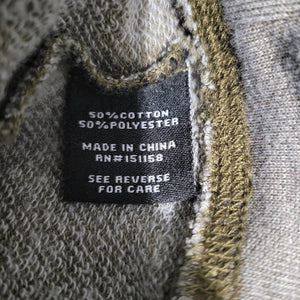 50%COTTON
50%POLYESTER
MADE IN CHINA
RN#151158
SEE REVERSE
FOR CARE